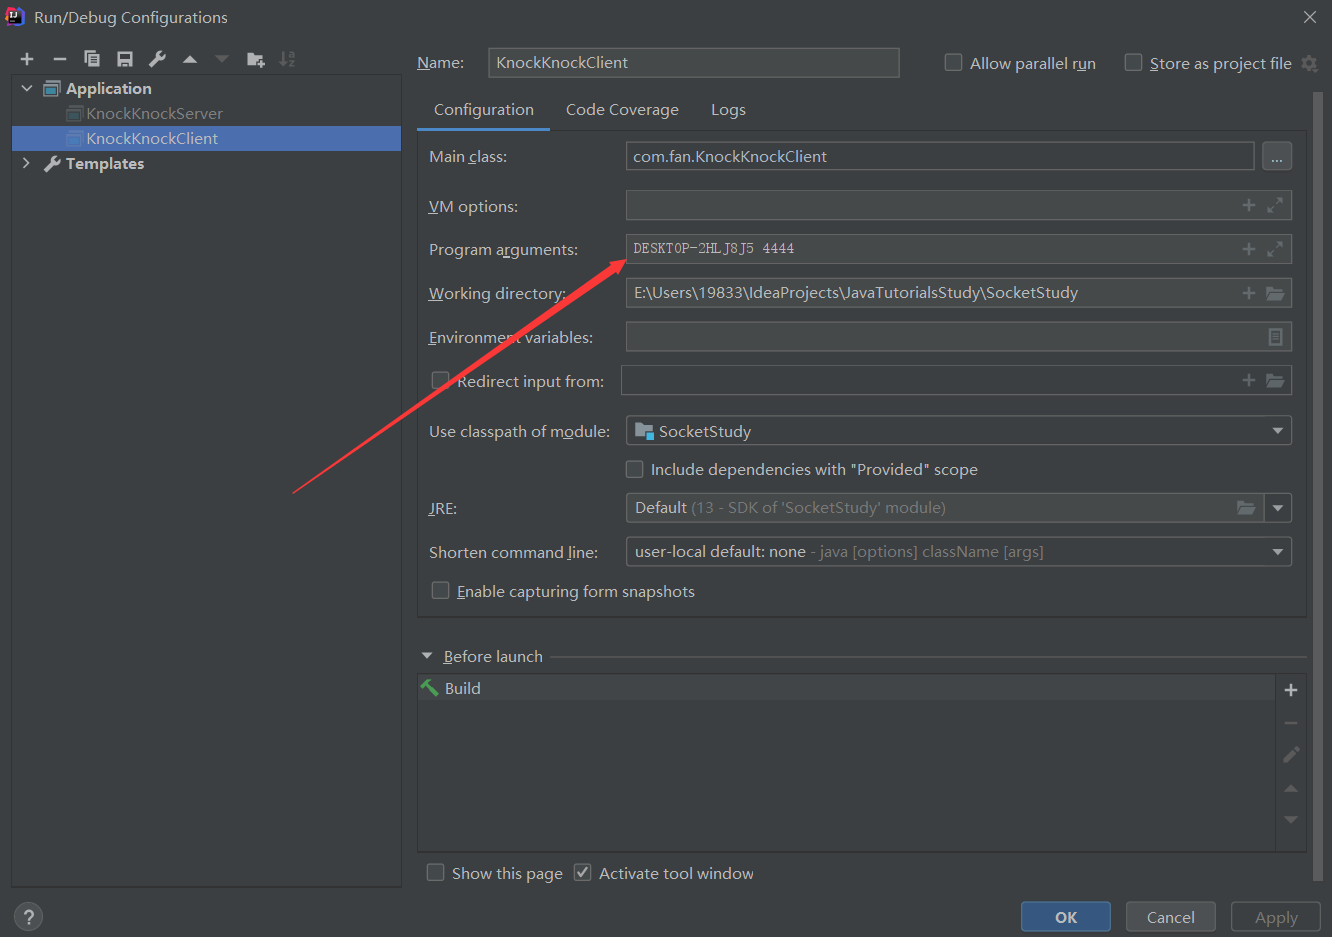 Run/Debug Configurations
Name: KnockKnockClient Allow parallel run Store as project file
Application
KnockKnockServer
KnockKnockClient
Templates
Configuration Code Coverage Logs
Main class: com.fan.KnockKnockClient ...
VM options:
Program arguments: DESKTOP-2HLJ8J5 4444
Working directory: E:\Users\19833\IdeaProjects\JavaTutorialsStudy\SocketStudy
Environment variables:
Redirect input from:
Use classpath of module: SocketStudy
Include dependencies with "Provided" scope
JRE: Default (13 - SDK of 'SocketStudy' module)
Shorten command line: user-local default: none - java [options] className [args]
Enable capturing form snapshots
Before launch
Build
Show this page Activate tool window
? OK Cancel Apply